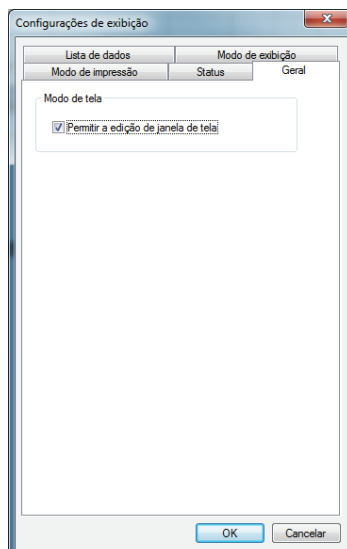 Configurações de exibição
Lista de dados
Modo de exibição
Modo de impressão
Status
Geral
Modo de tela
Permitir a edição de janela de tela
OK
Cancelar